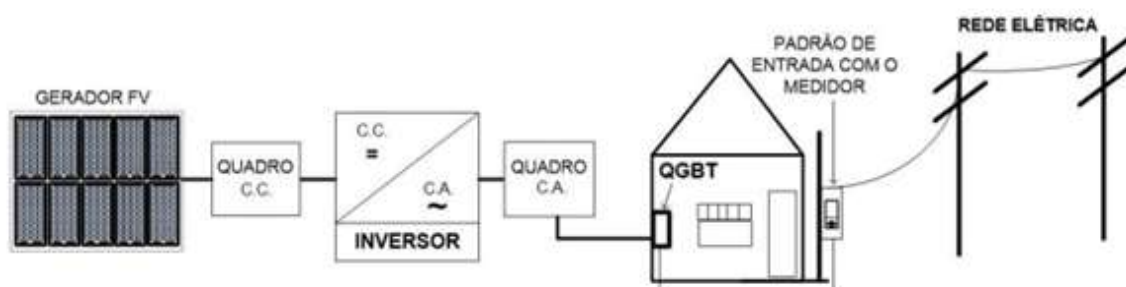 REDE ELÉTRICA
PADRÃO DE
ENTRADA COM O
MEDIDOR
GERADOR FV
QUADRO
C.C.
C.C.
=
C.A.
~
INVERSOR
QUADRO
C.A.
QGBT